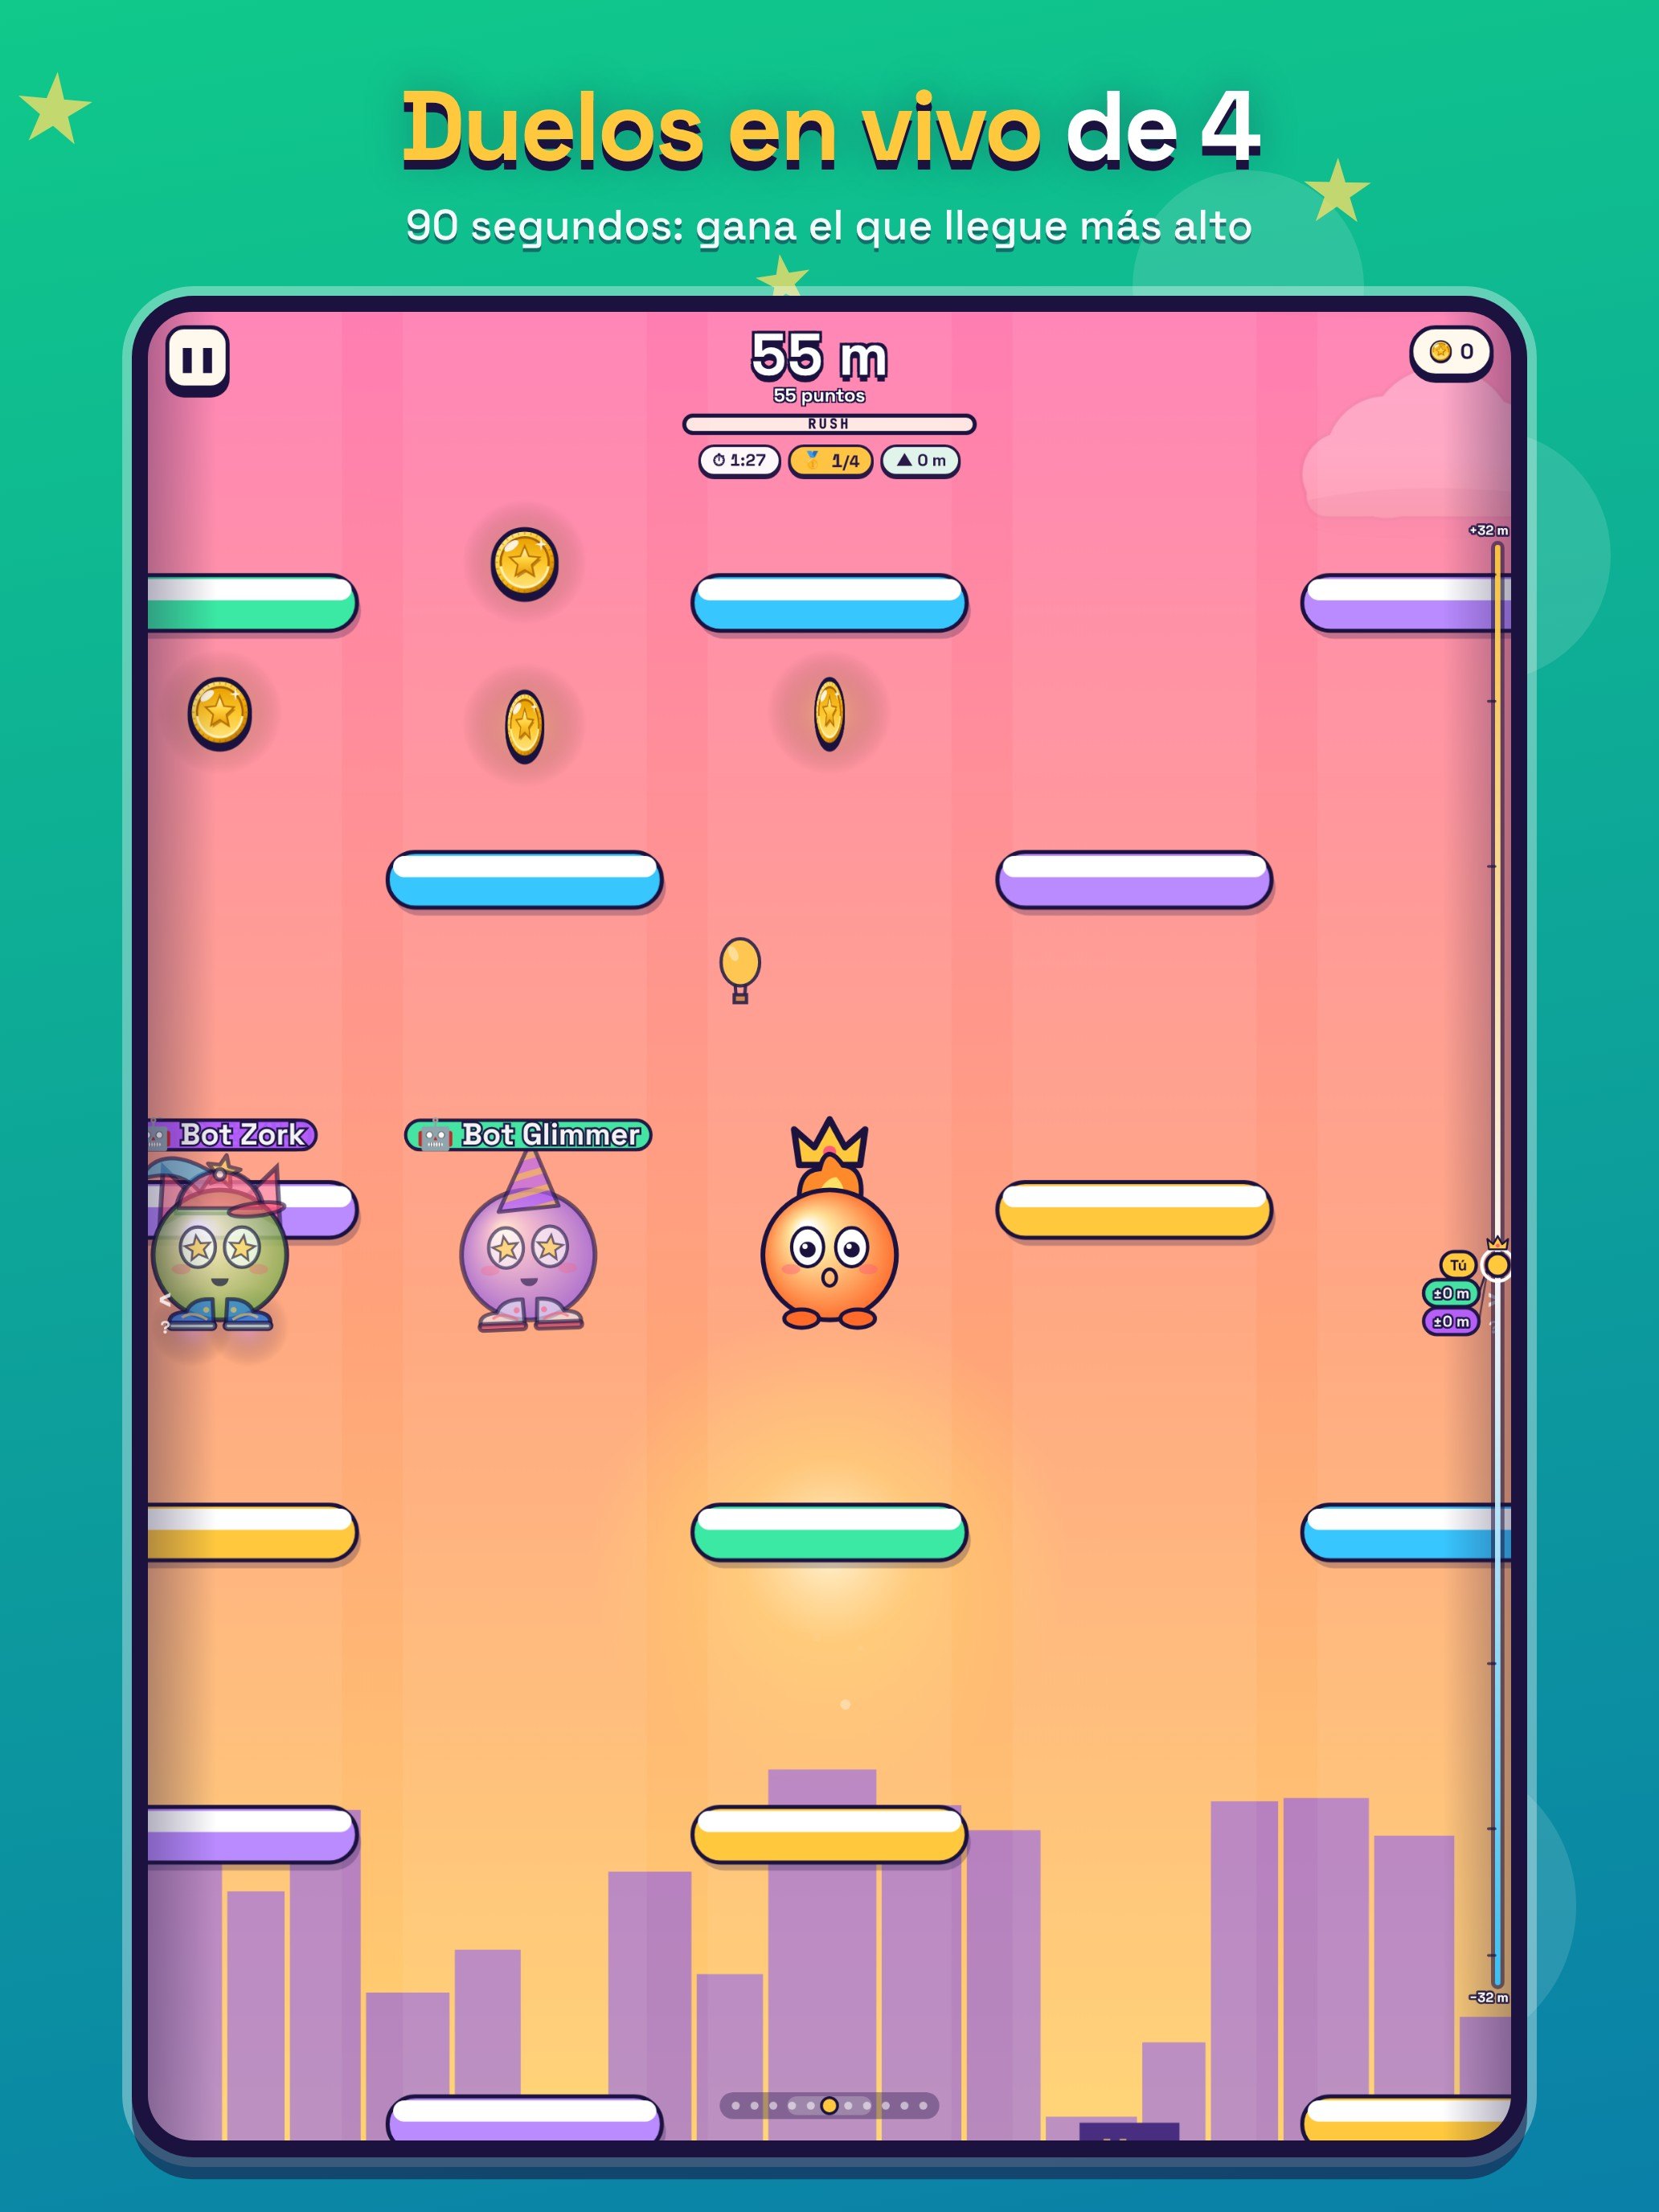 Duelos en vivo de 4
90 segundos: gana el que llegue más alto
55 m
0
55 puntos
RUSH
1:27
1/4
▲ 0 m
+32 m
Bot Zork
Bot Glimmer
Tú
±0 m
±0 m
-32 m